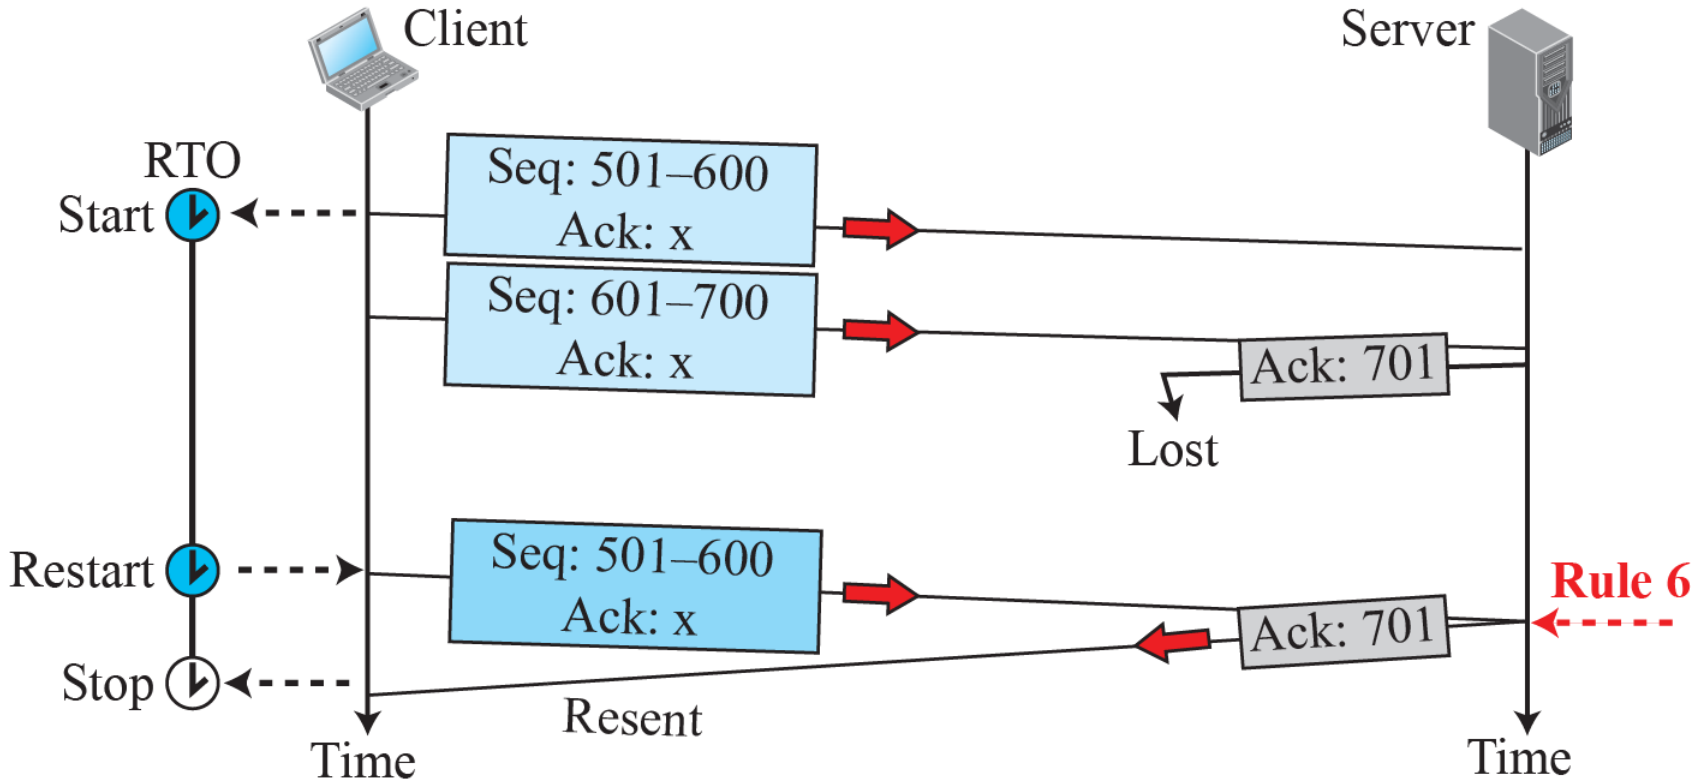 Client
Server
RTO
Start
Seq: 501–600
Ack: x
Seq: 601–700
Ack: x
Ack: 701
Lost
Restart
Seq: 501–600
Ack: x
Rule 6
Ack: 701
Stop
Resent
Time
Time